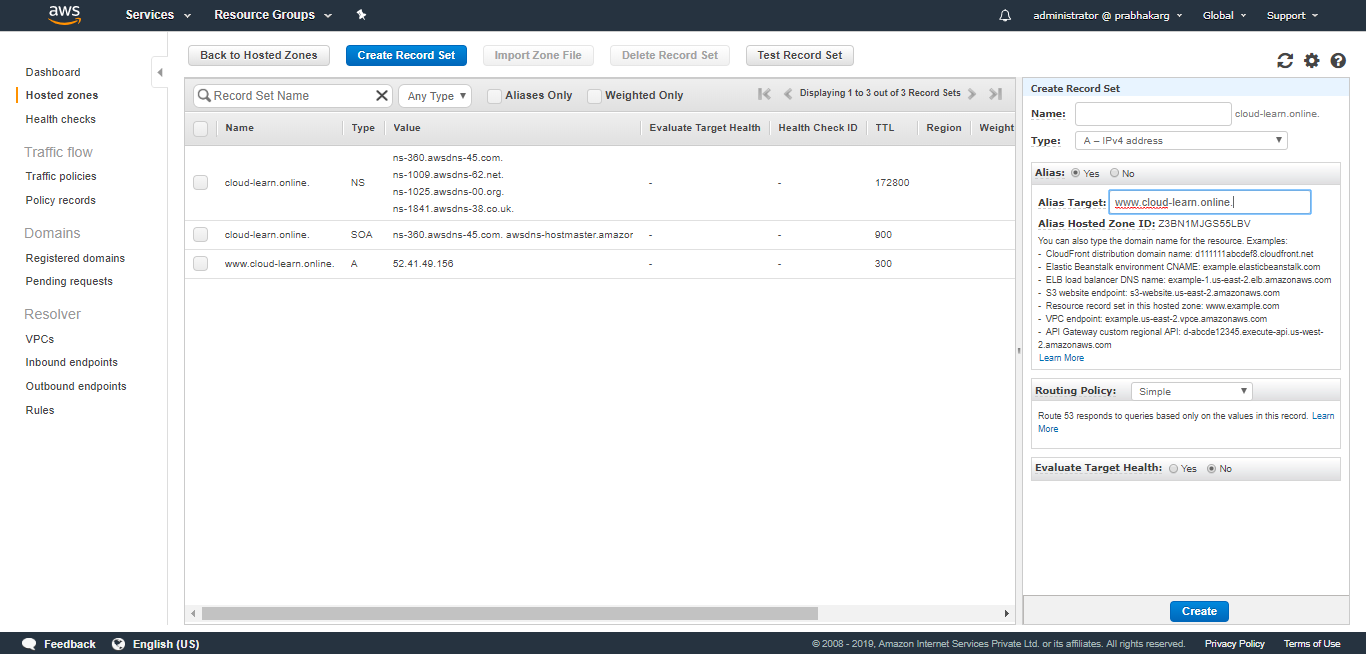 aws Services Resource Groups administrator @ prabhakarg Global Support
Dashboard
Hosted zones
Health checks
Traffic flow
Traffic policies
Policy records
Domains
Registered domains
Pending requests
Resolver
VPCs
Inbound endpoints
Outbound endpoints
Rules
Back to Hosted Zones Create Record Set Import Zone File Delete Record Set Test Record Set
Record Set Name Any Type Aliases Only Weighted Only Displaying 1 to 3 out of 3 Record Sets
Name Type Value Evaluate Target Health Health Check ID TTL Region Weight
ns-360.awsdns-45.com.
ns-1009.awsdns-62.net.
cloud-learn.online. NS - - 172800
ns-1025.awsdns-00.org.
ns-1841.awsdns-38.co.uk.
cloud-learn.online. SOA ns-360.awsdns-45.com. awsdns-hostmaster.amazor - - 900
www.cloud-learn.online. A 52.41.49.156 - - 300
Create Record Set
Name: cloud-learn.online.
Type: A – IPv4 address
Alias: Yes No
Alias Target: www.cloud-learn.online.
Alias Hosted Zone ID: Z3BN1MJGS55LBV
You can also type the domain name for the resource. Examples:
- CloudFront distribution domain name: d111111abcdef8.cloudfront.net
- Elastic Beanstalk environment CNAME: example.elasticbeanstalk.com
- ELB load balancer DNS name: example-1.us-east-2.elb.amazonaws.com
- S3 website endpoint: s3-website.us-east-2.amazonaws.com
- Resource record set in this hosted zone: www.example.com
- VPC endpoint: example.us-east-2.vpce.amazonaws.com
- API Gateway custom regional API: d-abcde12345.execute-api.us-west-
2.amazonaws.com
Learn More
Routing Policy: Simple
Route 53 responds to queries based only on the values in this record. Learn
More
Evaluate Target Health: Yes No
Create
Feedback English (US) © 2008 - 2019, Amazon Internet Services Private Ltd. or its affiliates. All rights reserved. Privacy Policy Terms of Use